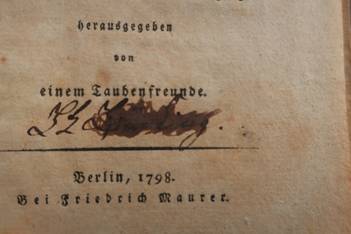 herausgegeben
von
einem Taubenfreunde.
Berlin, 1798.
Bei Friedrich Maurer.